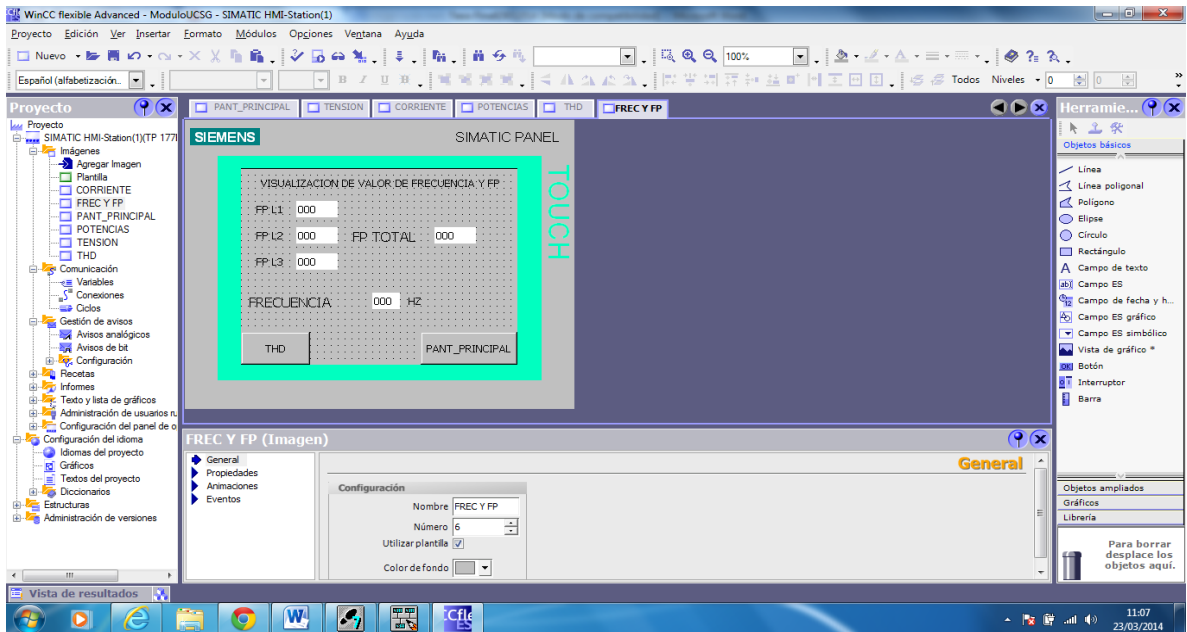 WinCC flexible Advanced - ModuloUCSG - SIMATIC HMI-Station(1)
Proyecto Edición Ver Insertar Formato Módulos Opciones Ventana Ayuda
Nuevo 100%
Español (alfabetización.. B I U B Todos Niveles 0 0
Proyecto
Proyecto
SIMATIC HMI-Station(1)(TP 177
Imágenes
Agregar Imagen
Plantilla
CORRIENTE
FREC Y FP
PANT_PRINCIPAL
POTENCIAS
TENSION
THD
Comunicación
Variables
Conexiones
Ciclos
Gestión de avisos
Avisos analógicos
Avisos de bit
Configuración
Recetas
Informes
Texto y lista de gráficos
Administración de usuarios ru
Configuración del panel de o
Configuración del idioma
Idiomas del proyecto
Gráficos
Textos del proyecto
Diccionarios
Estructuras
Administración de versiones
PANT_PRINCIPAL TENSION CORRIENTE POTENCIAS THD FREC Y FP
SIEMENS SIMATIC PANEL
TOUCH
VISUALIZACION DE VALOR DE FRECUENCIA Y FP
FP L1 000
FP L2 000 FP TOTAL 000
FP L3 000
FRECUENCIA 000 HZ
THD PANT_PRINCIPAL
FREC Y FP (Imagen)
General
Propiedades
Animaciones
Eventos
General
Configuración
Nombre FREC Y FP
Número 6
Utilizar plantilla
Color de fondo
Herramie...
Objetos básicos
Línea
Línea poligonal
Polígono
Elipse
Círculo
Rectángulo
Campo de texto
Campo ES
Campo de fecha y h...
Campo ES gráfico
Campo ES simbólico
Vista de gráfico *
Botón
Interruptor
Barra
Objetos ampliados
Gráficos
Librería
Para borrar
desplace los
objetos aquí.
Vista de resultados
11:07
23/03/2014